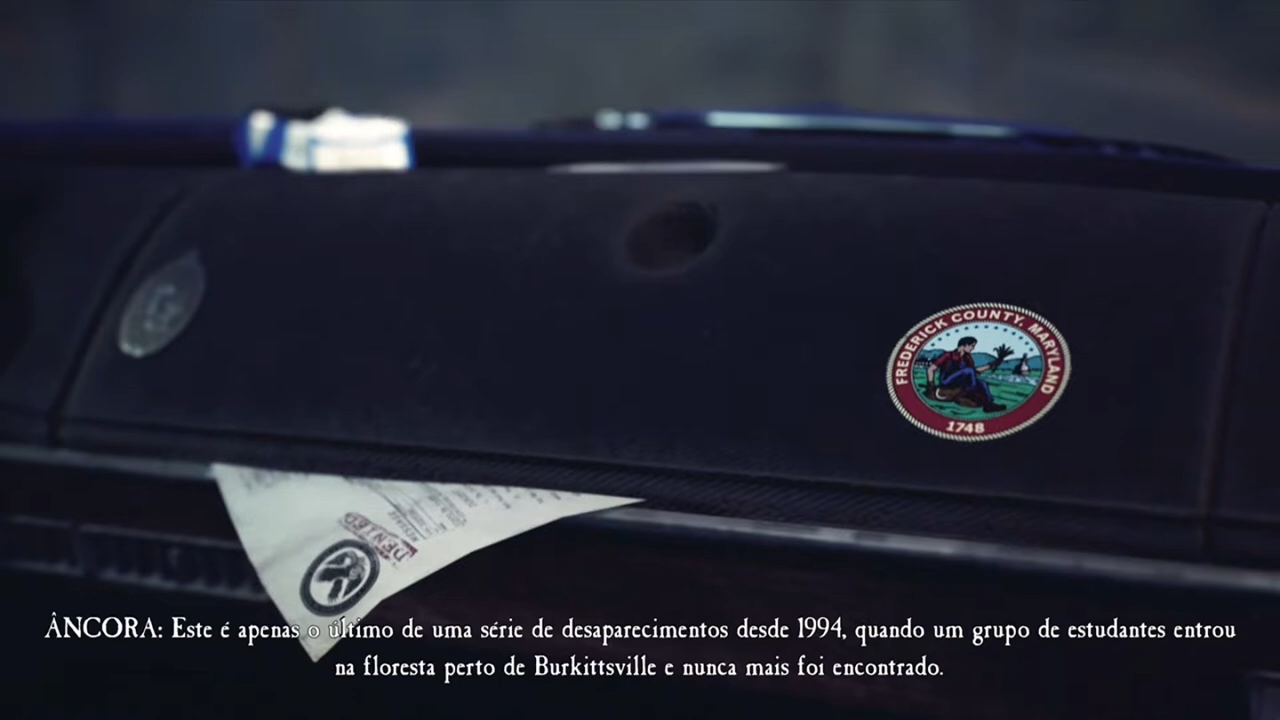 FREDERICK COUNTY, MARYLAND
1748
DENIED
ÂNCORA: Este é apenas o último de uma série de desaparecimentos desde 1994, quando um grupo de estudantes entrou
na floresta perto de Burkittsville e nunca mais foi encontrado.